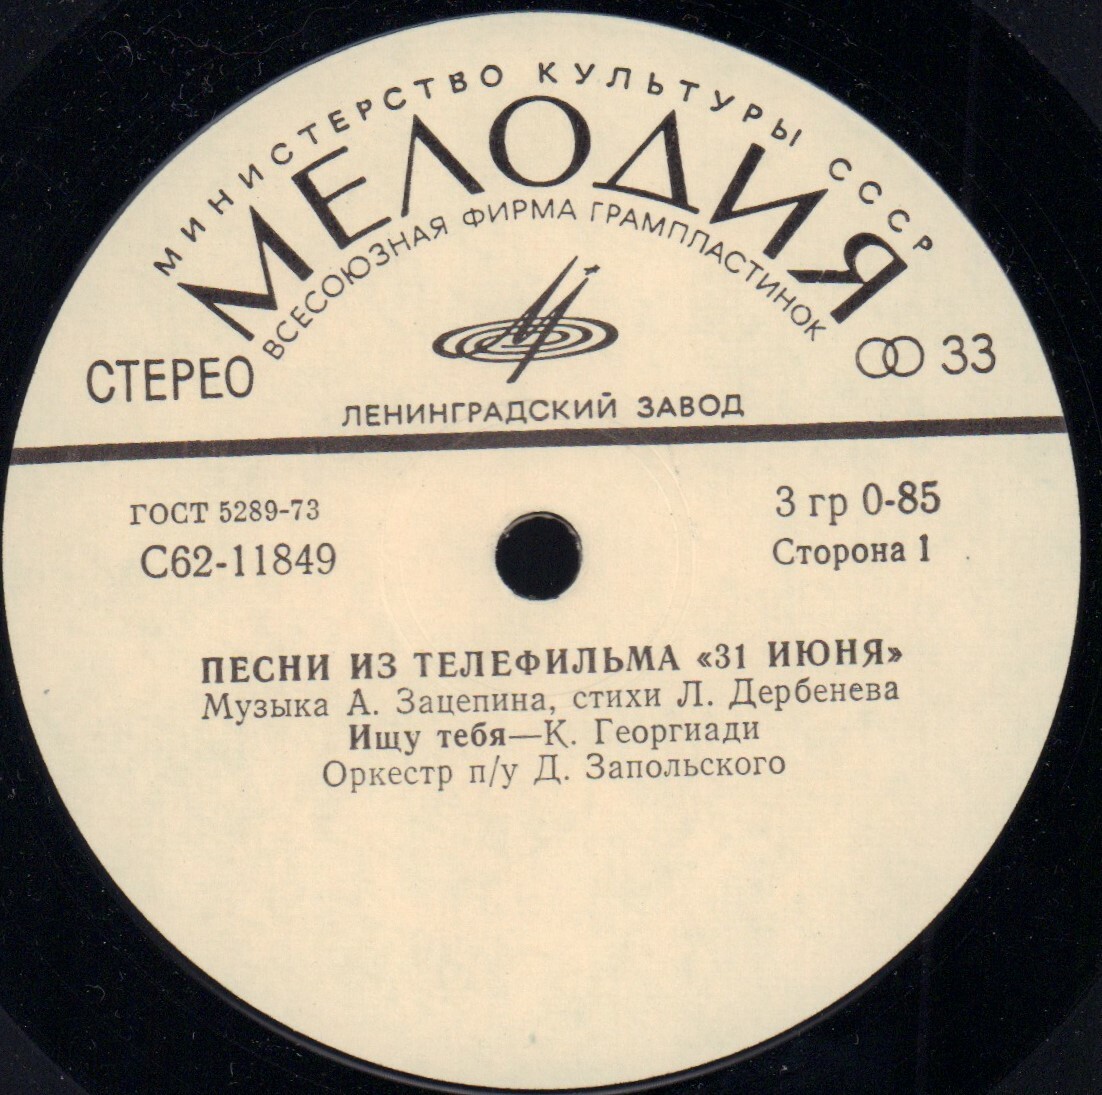 МИНИСТЕРСТВО КУЛЬТУРЫ СССР
МЕЛОДИЯ
ВСЕСОЮЗНАЯ ФИРМА ГРАМПЛАСТИНОК
СТЕРЕО
33
ЛЕНИНГРАДСКИЙ ЗАВОД
ГОСТ 5289-73
3 гр 0-85
С62-11849
Сторона 1
ПЕСНИ ИЗ ТЕЛЕФИЛЬМА «31 ИЮНЯ»
Музыка А. Зацепина, стихи Л. Дербенева
Ищу тебя—К. Георгиади
Оркестр п/у Д. Запольского